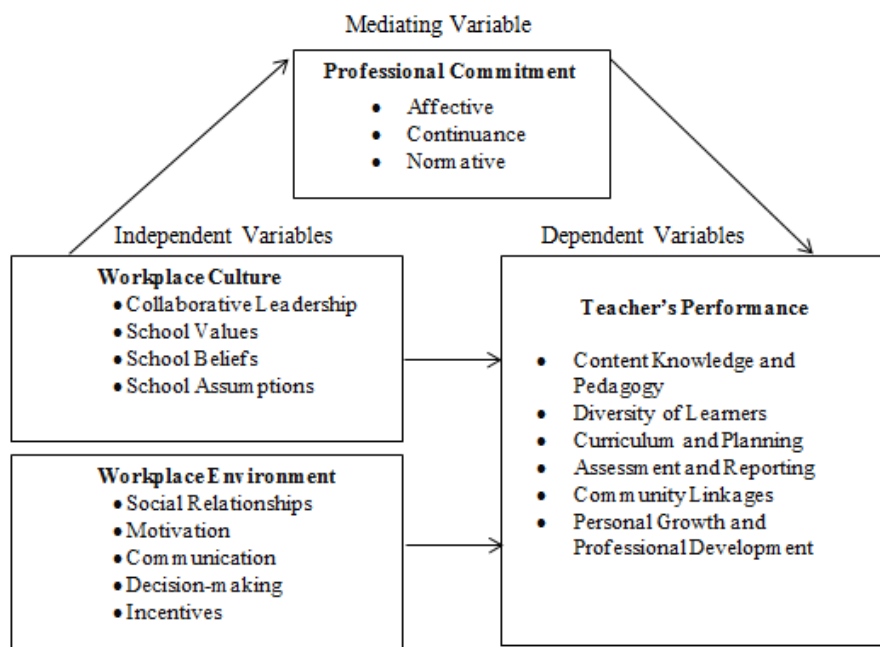 Mediating Variable
Professional Commitment
• Affective
• Continuance
• Normative
Independent Variables
Workplace Culture
• Collaborative Leadership
• School Values
• School Beliefs
• School Assumptions
Workplace Environment
• Social Relationships
• Motivation
• Communication
• Decision-making
• Incentives
Dependent Variables
Teacher’s Performance
• Content Knowledge and
Pedagogy
• Diversity of Learners
• Curriculum and Planning
• Assessment and Reporting
• Community Linkages
• Personal Growth and
Professional Development